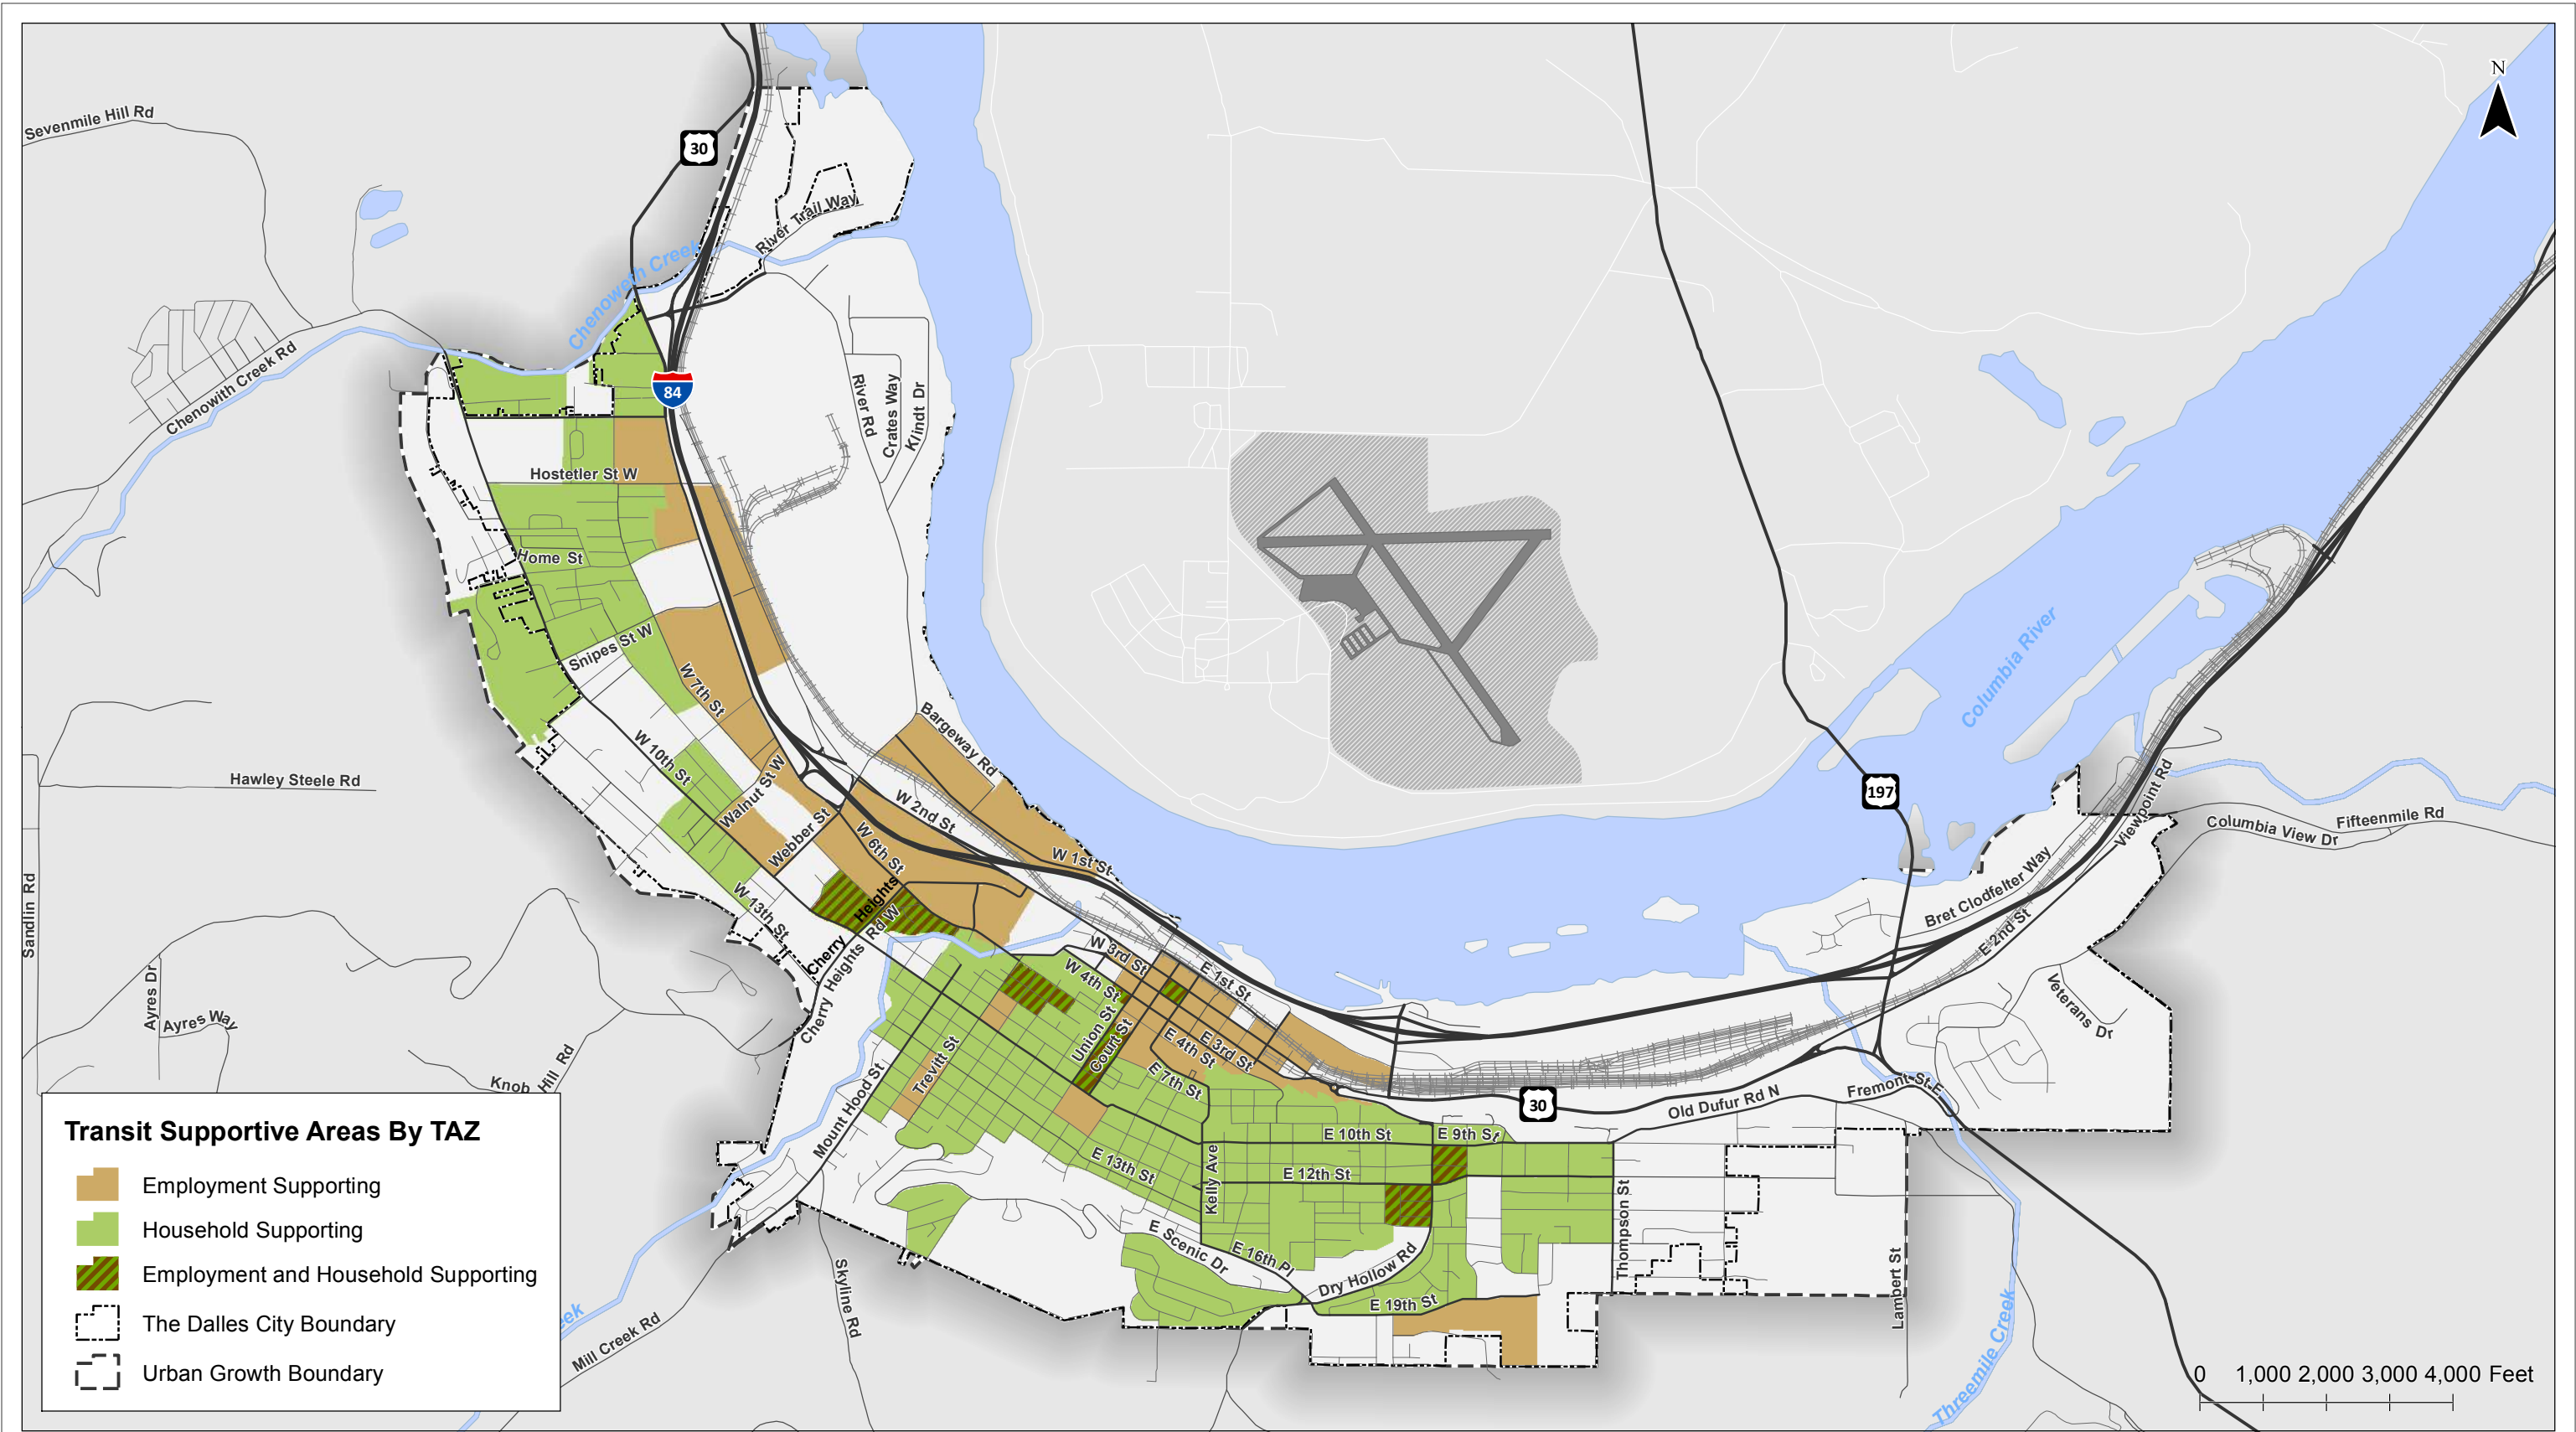 N
Sevenmile Hill Rd
30
River Trail Way
Chenoweth Creek
Chenowith Creek Rd
84
River Rd
Crates Way
Klindt Dr
Hostetler St W
Home St
Snipes St W
W 7th St
Bargeway Rd
W 10th St
Hawley Steele Rd
Walnut St W
W 2nd St
Webber St
W 6th St
W 1st St
197
Columbia River
Viewpoint Rd
Columbia View Dr
Fifteenmile Rd
Bret Clodfelter Way
E 2nd St
Veterans Dr
Sandlin Rd
W 13th St
Cherry
Heights
Cherry Heights Rd W
W 3rd St
W 4th St
E 1st St
Union St
Court St
E 3rd St
E 4th St
E 7th St
Ayres Dr
Ayres Way
Knob Hill Rd
Trevitt St
Mount Hood St
30
Old Dufur Rd N
Fremont St E
E 10th St
E 9th St
E 12th St
E 13th St
Kelly Ave
Thompson St
E Scenic Dr
E 16th Pl
Dry Hollow Rd
E 19th St
Lambert St
Skyline Rd
Mill Creek Rd
eek
Threemile Creek
Transit Supportive Areas By TAZ
Employment Supporting
Household Supporting
Employment and Household Supporting
The Dalles City Boundary
Urban Growth Boundary
0 1,000 2,000 3,000 4,000 Feet